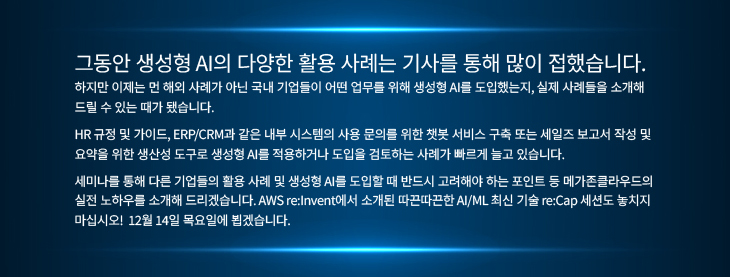 그동안 생성형 AI의 다양한 활용 사례는 기사를 통해 많이 접했습니다.
하지만 이제는 먼 해외 사례가 아닌 국내 기업들이 어떤 업무를 위해 생성형 AI를 도입했는지, 실제 사례들을 소개해
드릴 수 있는 때가 됐습니다.
HR 규정 및 가이드, ERP/CRM과 같은 내부 시스템의 사용 문의를 위한 챗봇 서비스 구축 또는 세일즈 보고서 작성 및
요약을 위한 생산성 도구로 생성형 AI를 적용하거나 도입을 검토하는 사례가 빠르게 늘고 있습니다.
세미나를 통해 다른 기업들의 활용 사례 및 생성형 AI를 도입할 때 반드시 고려해야 하는 포인트 등 메가존클라우드의
실전 노하우를 소개해 드리겠습니다. AWS re:Invent에서 소개된 따끈따끈한 AI/ML 최신 기술 re:Cap 세션도 놓치지
마십시오! 12월 14일 목요일에 뵙겠습니다.